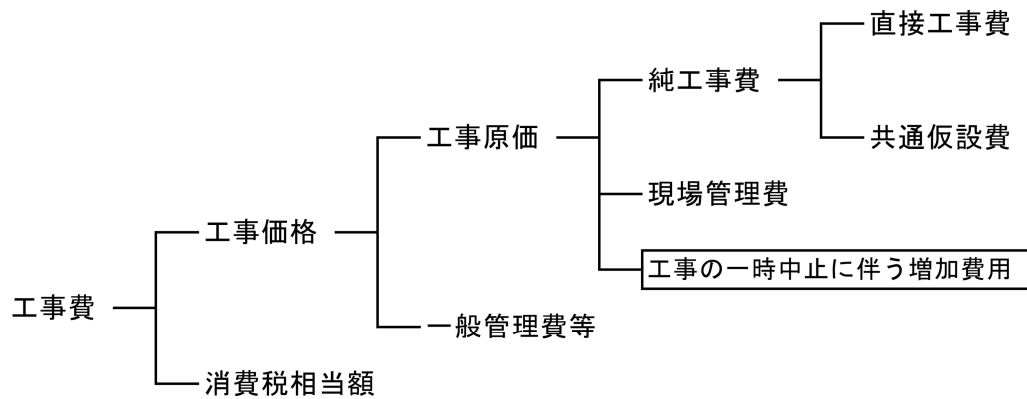 直接工事費
純工事費
工事原価
共通仮設費
現場管理費
工事価格
工事の一時中止に伴う増加費用
工事費
一般管理費等
消費税相当額